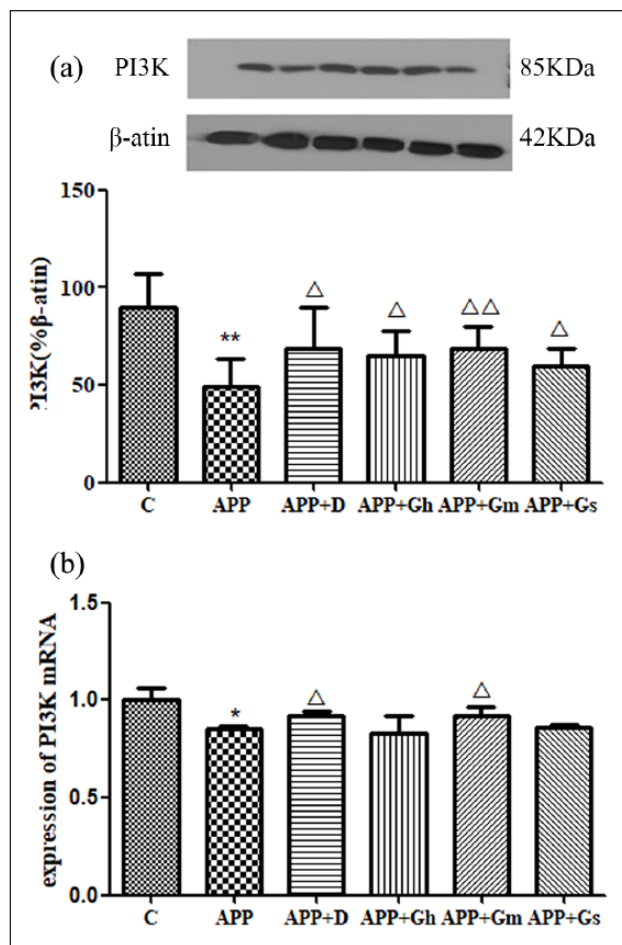 (a)
PI3K
85KDa
β-atin
42KDa
PI3K(%β-atin)
150
100
50
0
**
△
△
△△
△
C APP APP+D APP+Gh APP+Gm APP+Gs
(b)
expression of PI3K mRNA
1.5
1.0
0.5
0.0
*
△
△
C APP APP+D APP+Gh APP+Gm APP+Gs